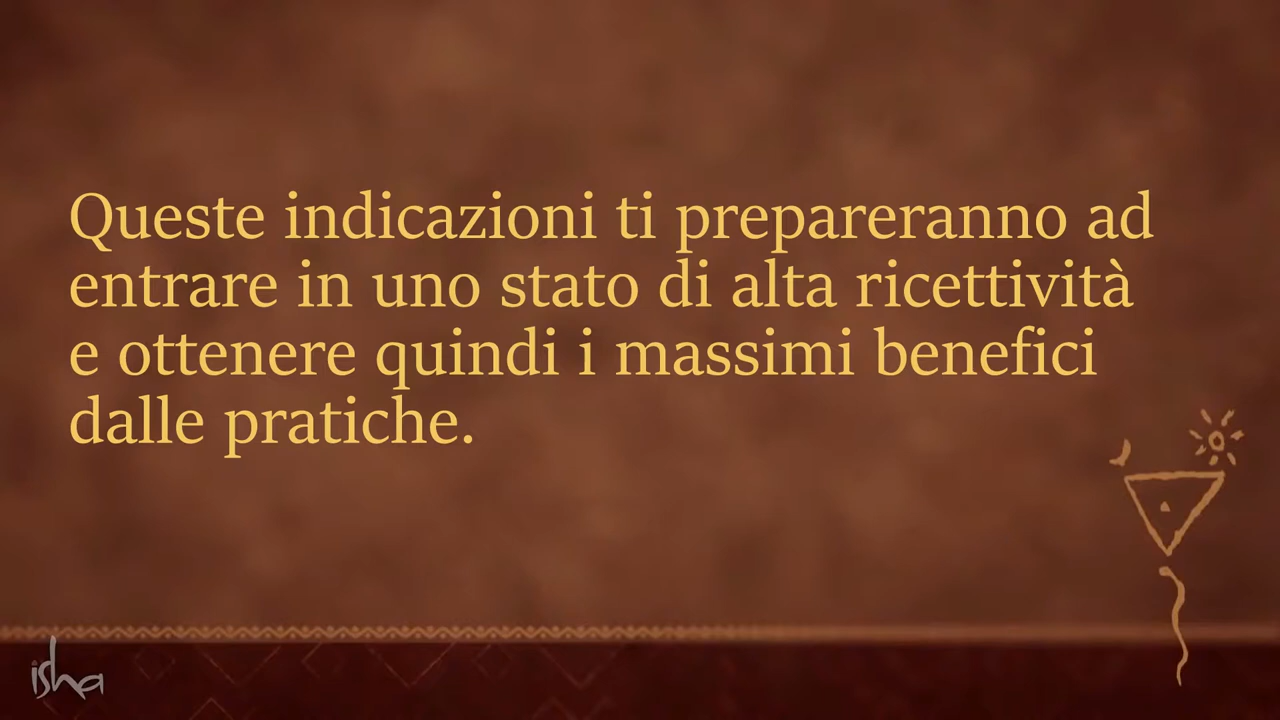 Queste indicazioni ti prepareranno ad
entrare in uno stato di alta ricettività
e ottenere quindi i massimi benefici
dalle pratiche.
isha